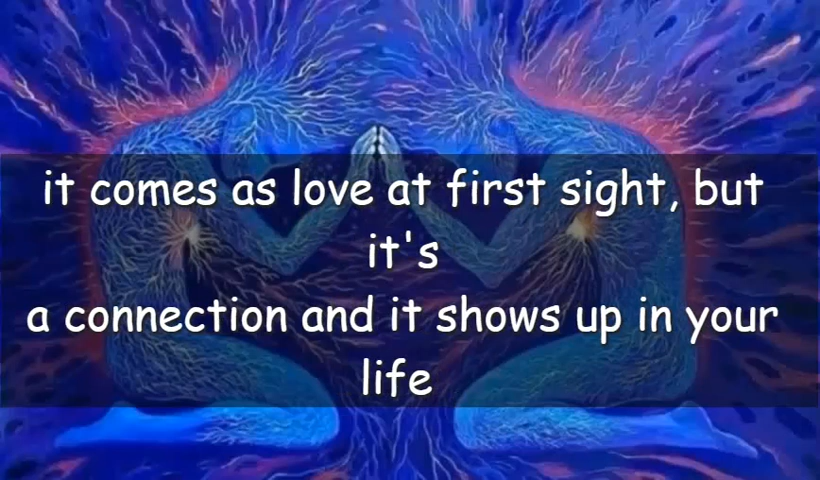 it comes as love at first sight, but
it's
a connection and it shows up in your
life